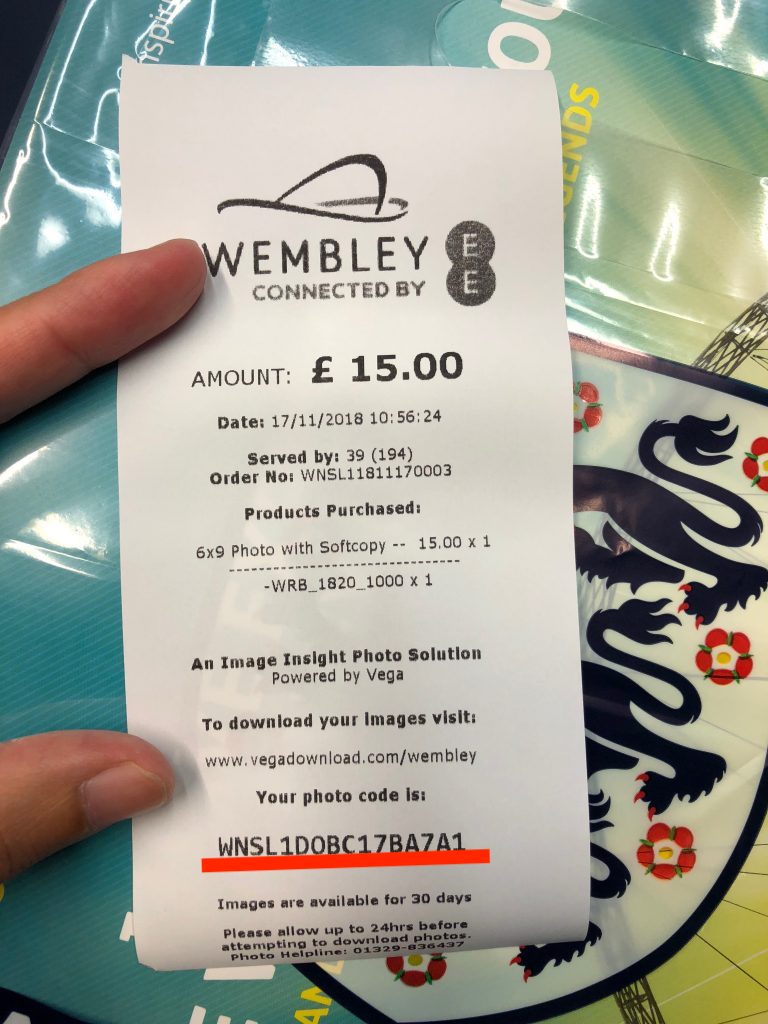 Inspiri
OU
GENDS
WEMBLEY
CONNECTED BY
EE
AMOUNT: £ 15.00
Date: 17/11/2018 10:56:24
Served by: 39 (194)
Order No: WNSL11811170003
Products Purchased:
6x9 Photo with Softcopy -- 15.00 x 1
--------------------------------
-WRB_1820_1000 x 1
An Image Insight Photo Solution
Powered by Vega
To download your images visit:
www.vegadownload.com/wembley
Your photo code is:
WNSL1DOBC17BA7A1
Images are available for 30 days
Please allow up to 24hrs before
attempting to download photos.
Photo Helpline: 01329-836437